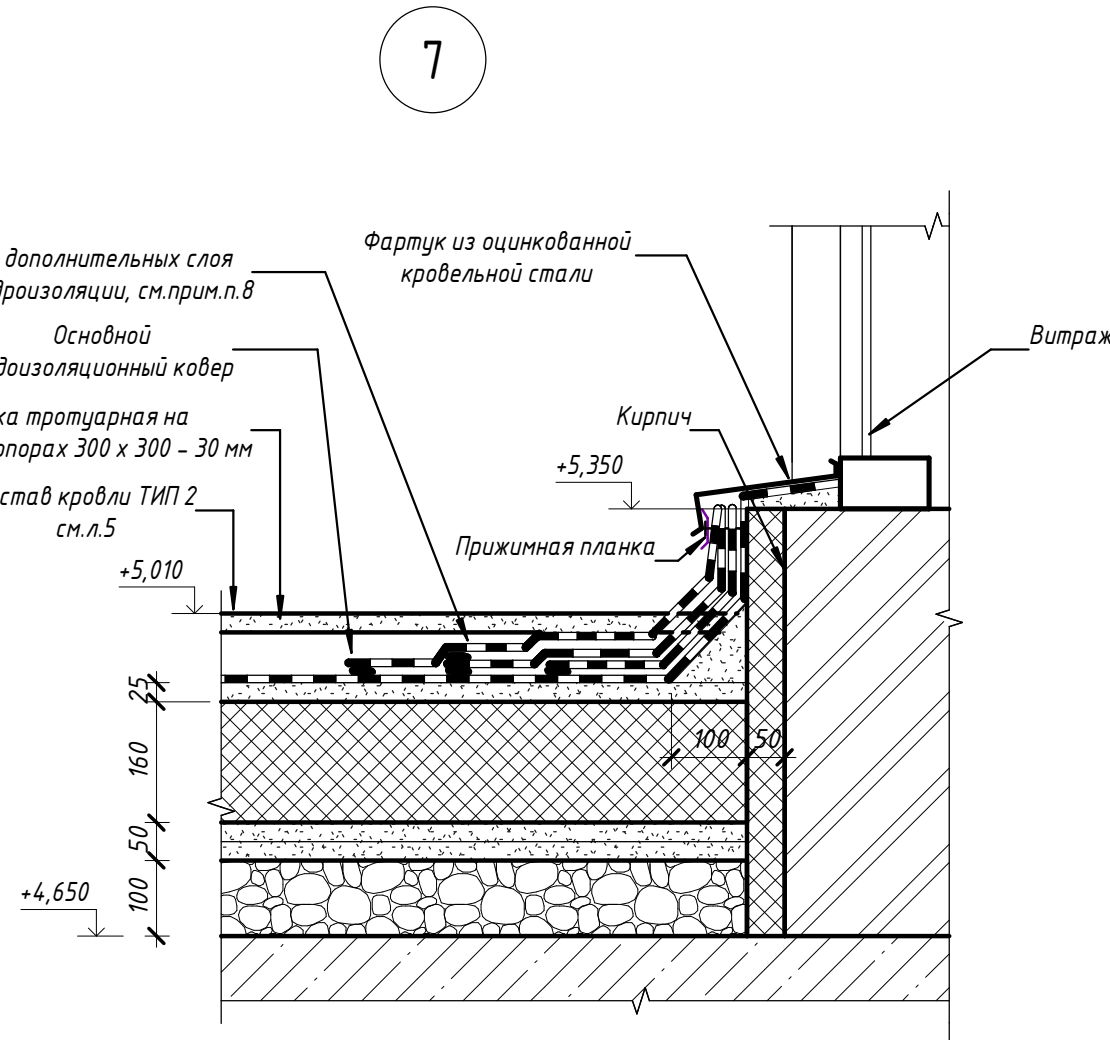 7
дополнительных слоя
дроизоляции, см.прим.п.8
Основной
доизоляционный ковер
ка тротуарная на
опорах 300 х 300 - 30 мм
став кровли ТИП 2
см.л.5
Фартук из оцинкованной
кровельной стали
Витраж
Кирпич
+5,350
Прижимная планка
+5,010
25
160
50
100
100
50
+4,650